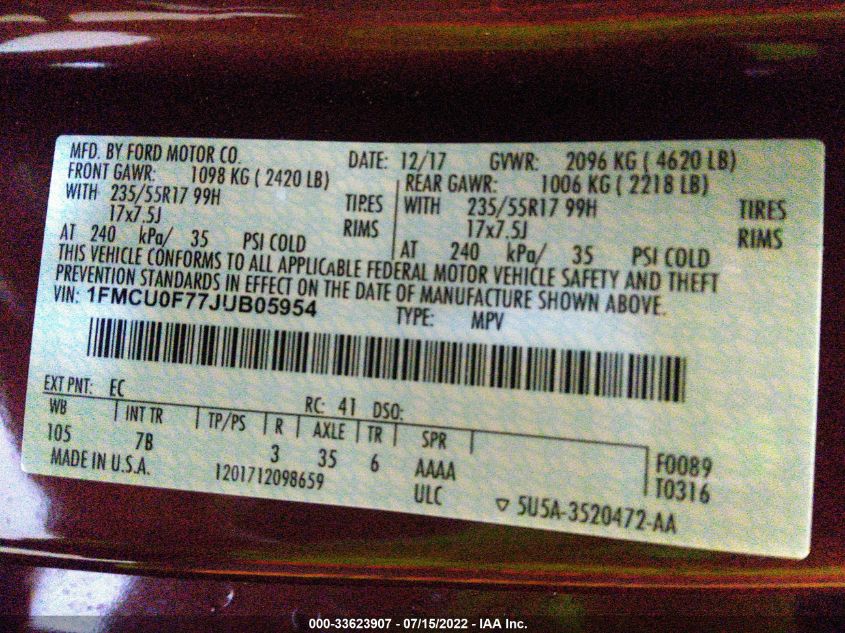 MFD. BY FORD MOTOR CO. DATE: 12/17 GVWR: 2096 KG ( 4620 LB)
FRONT GAWR: 1098 KG ( 2420 LB) REAR GAWR: 1006 KG ( 2218 LB)
WITH 235/55R17 99H TIRES WITH 235/55R17 99H TIRES
17x7.5J RIMS 17x7.5J RIMS
AT 240 kPa/ 35 PSI COLD AT 240 kPa/ 35 PSI COLD
THIS VEHICLE CONFORMS TO ALL APPLICABLE FEDERAL MOTOR VEHICLE SAFETY AND THEFT
PREVENTION STANDARDS IN EFFECT ON THE DATE OF MANUFACTURE SHOWN ABOVE.
VIN: 1FMCU0F77JUB05954 TYPE: MPV
EXT PNT: EC RC: 41 DSO:
WB INT TR TP/PS R AXLE TR SPR
105 7B 3 35 6 AAAA F0089
MADE IN U.S.A. 1201712098659 ULC T0316
5U5A-3520472-AA
000-33623907 - 07/15/2022 - IAA Inc.